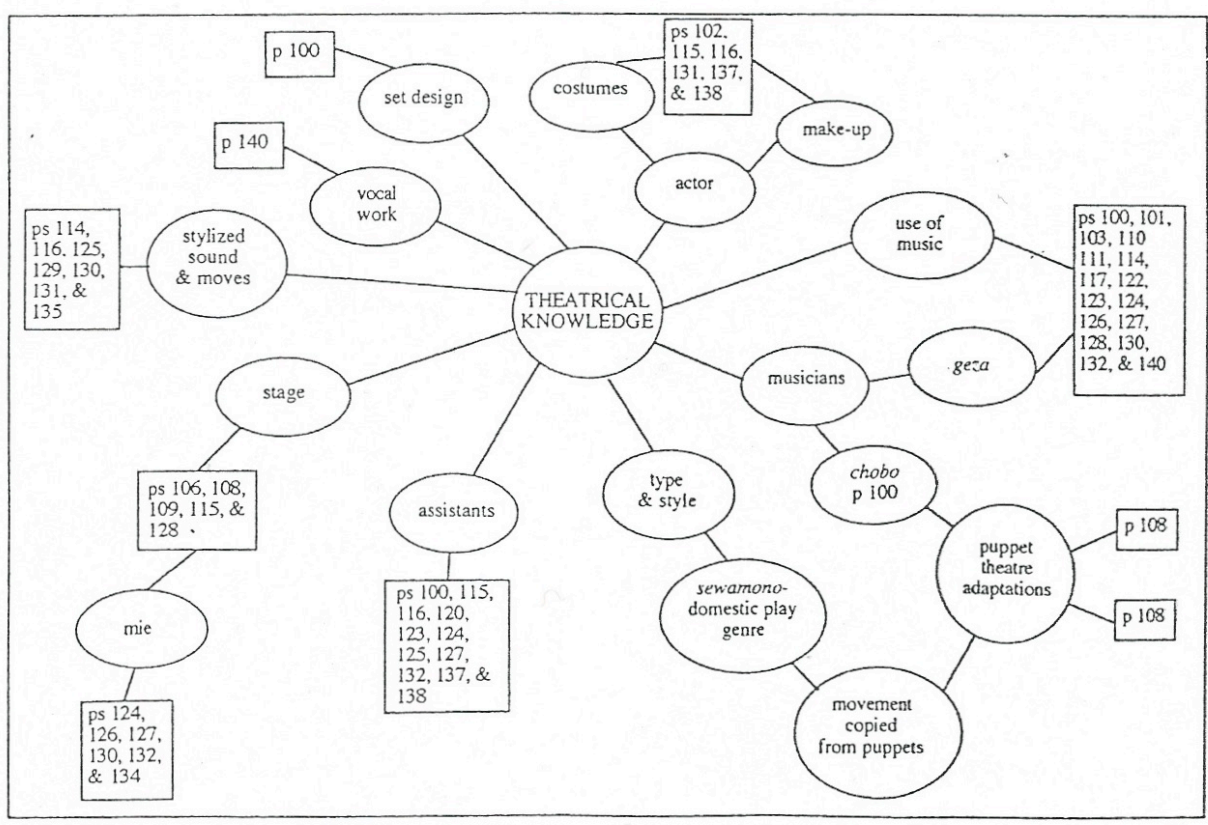 p 100
set design
p 140
vocal
work
ps 114,
116, 125,
129, 130,
131, &
135
stylized
sound
& moves
costumes
ps 102,
115, 116,
131, 137,
& 138
make-up
actor
use of
music
ps 100, 101,
103, 110
111, 114,
117, 122,
123, 124,
126, 127,
128, 130,
132, & 140
THEATRICAL
KNOWLEDGE
musicians
geza
stage
ps 106, 108,
109, 115, &
128
mie
ps 124,
126, 127,
130, 132,
& 134
assistants
ps 100, 115,
116, 120,
123, 124,
125, 127,
132, 137, &
138
type
& style
sewamono-
domestic play
genre
chobo
p 100
puppet
theatre
adaptations
p 108
p 108
movement
copied
from puppets